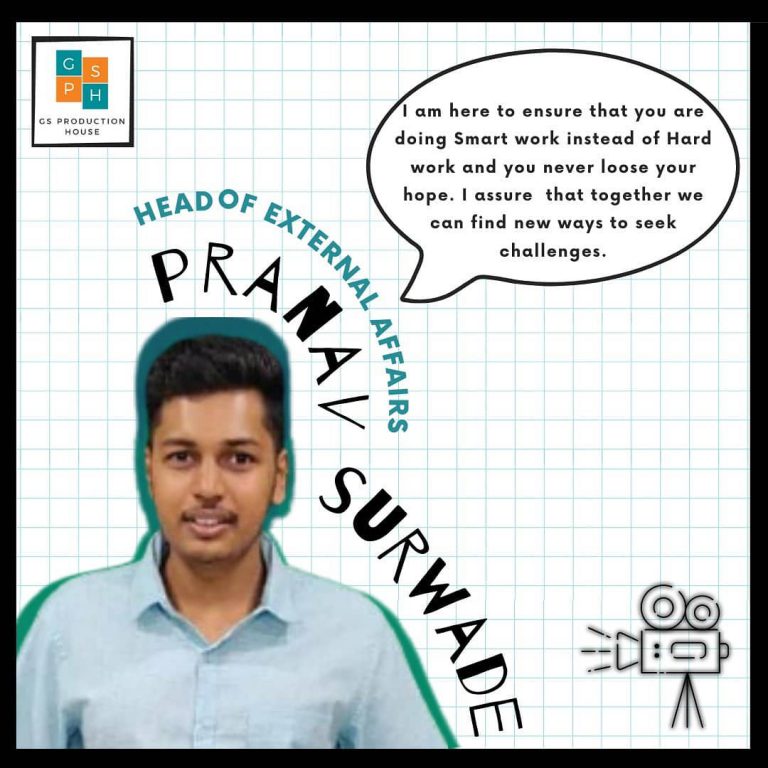 G S
P H
GS PRODUCTION
HOUSE
I am here to ensure that you are
doing Smart work instead of Hard
work and you never loose your
hope. I assure that together we
can find new ways to seek
challenges.
HEAD OF EXTERNAL AFFAIRS
PRANAV SURWADE